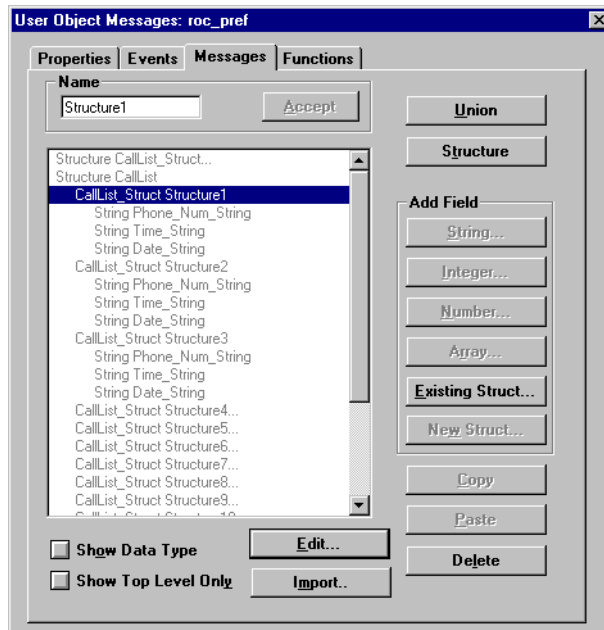 User Object Messages: roc_pref
Properties Events Messages Functions
Name
Structure1 Accept
Union
Structure
Structure CallList_Struct...
Structure CallList
CallList_Struct Structure1
String Phone_Num_String
String Time_String
String Date_String
CallList_Struct Structure2
String Phone_Num_String
String Time_String
String Date_String
CallList_Struct Structure3
String Phone_Num_String
String Time_String
String Date_String
CallList_Struct Structure4...
CallList_Struct Structure5...
CallList_Struct Structure6...
CallList_Struct Structure7...
CallList_Struct Structure8...
CallList_Struct Structure9...
CallList_Struct Structure10...
Add Field
String...
Integer...
Number...
Array...
Existing Struct...
New Struct...
Copy
Paste
Delete
Show Data Type
Edit...
Show Top Level Only
Import..